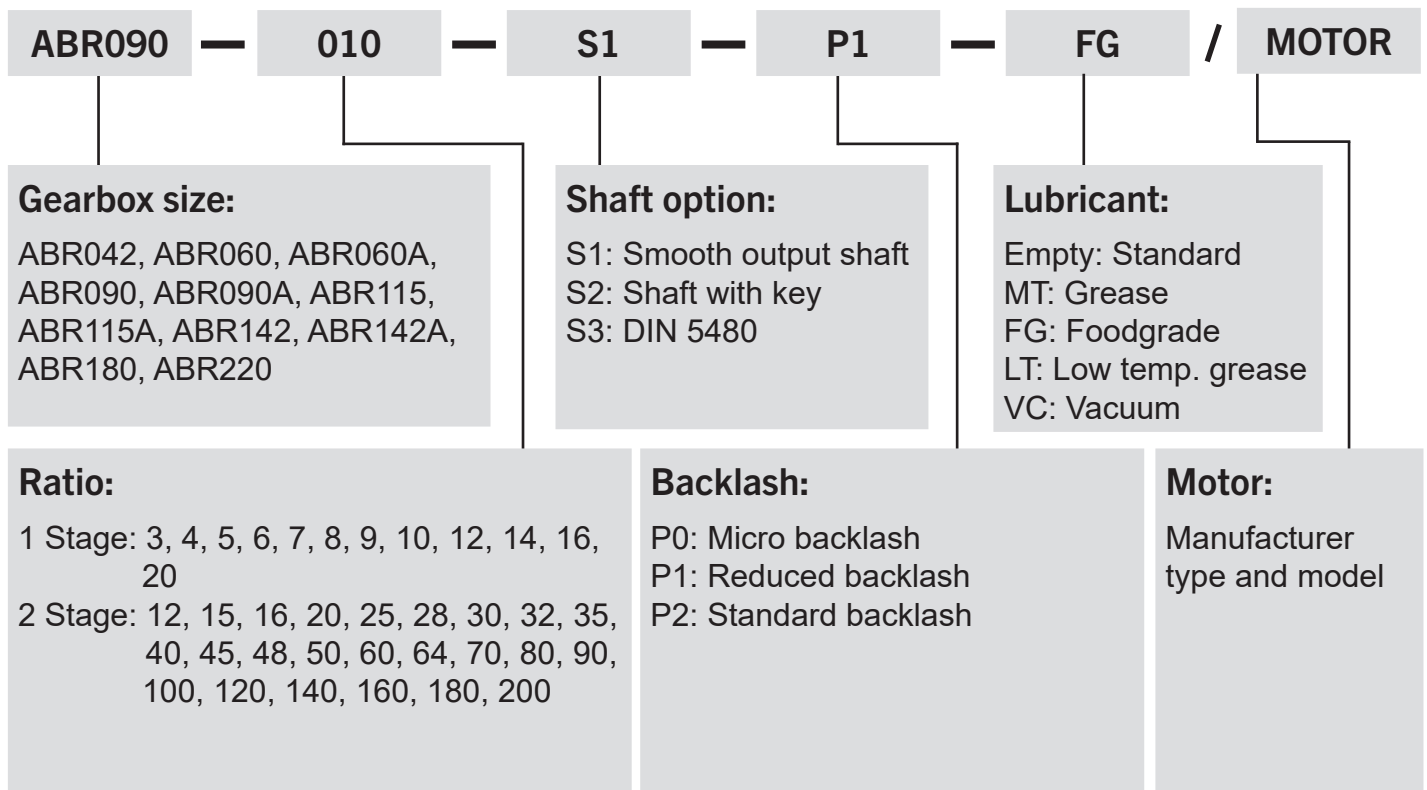 ABR090 — 010 — S1 — P1 — FG / MOTOR
Gearbox size:
ABR042, ABR060, ABR060A,
ABR090, ABR090A, ABR115,
ABR115A, ABR142, ABR142A,
ABR180, ABR220
Shaft option:
S1: Smooth output shaft
S2: Shaft with key
S3: DIN 5480
Lubricant:
Empty: Standard
MT: Grease
FG: Foodgrade
LT: Low temp. grease
VC: Vacuum
Ratio:
1 Stage: 3, 4, 5, 6, 7, 8, 9, 10, 12, 14, 16,
20
2 Stage: 12, 15, 16, 20, 25, 28, 30, 32, 35,
40, 45, 48, 50, 60, 64, 70, 80, 90,
100, 120, 140, 160, 180, 200
Backlash:
P0: Micro backlash
P1: Reduced backlash
P2: Standard backlash
Motor:
Manufacturer
type and model